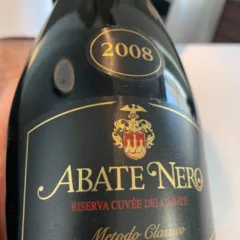 2008
ABATE NERO
RISERVA CUVÉE DELL'ABATE
Metodo Classico